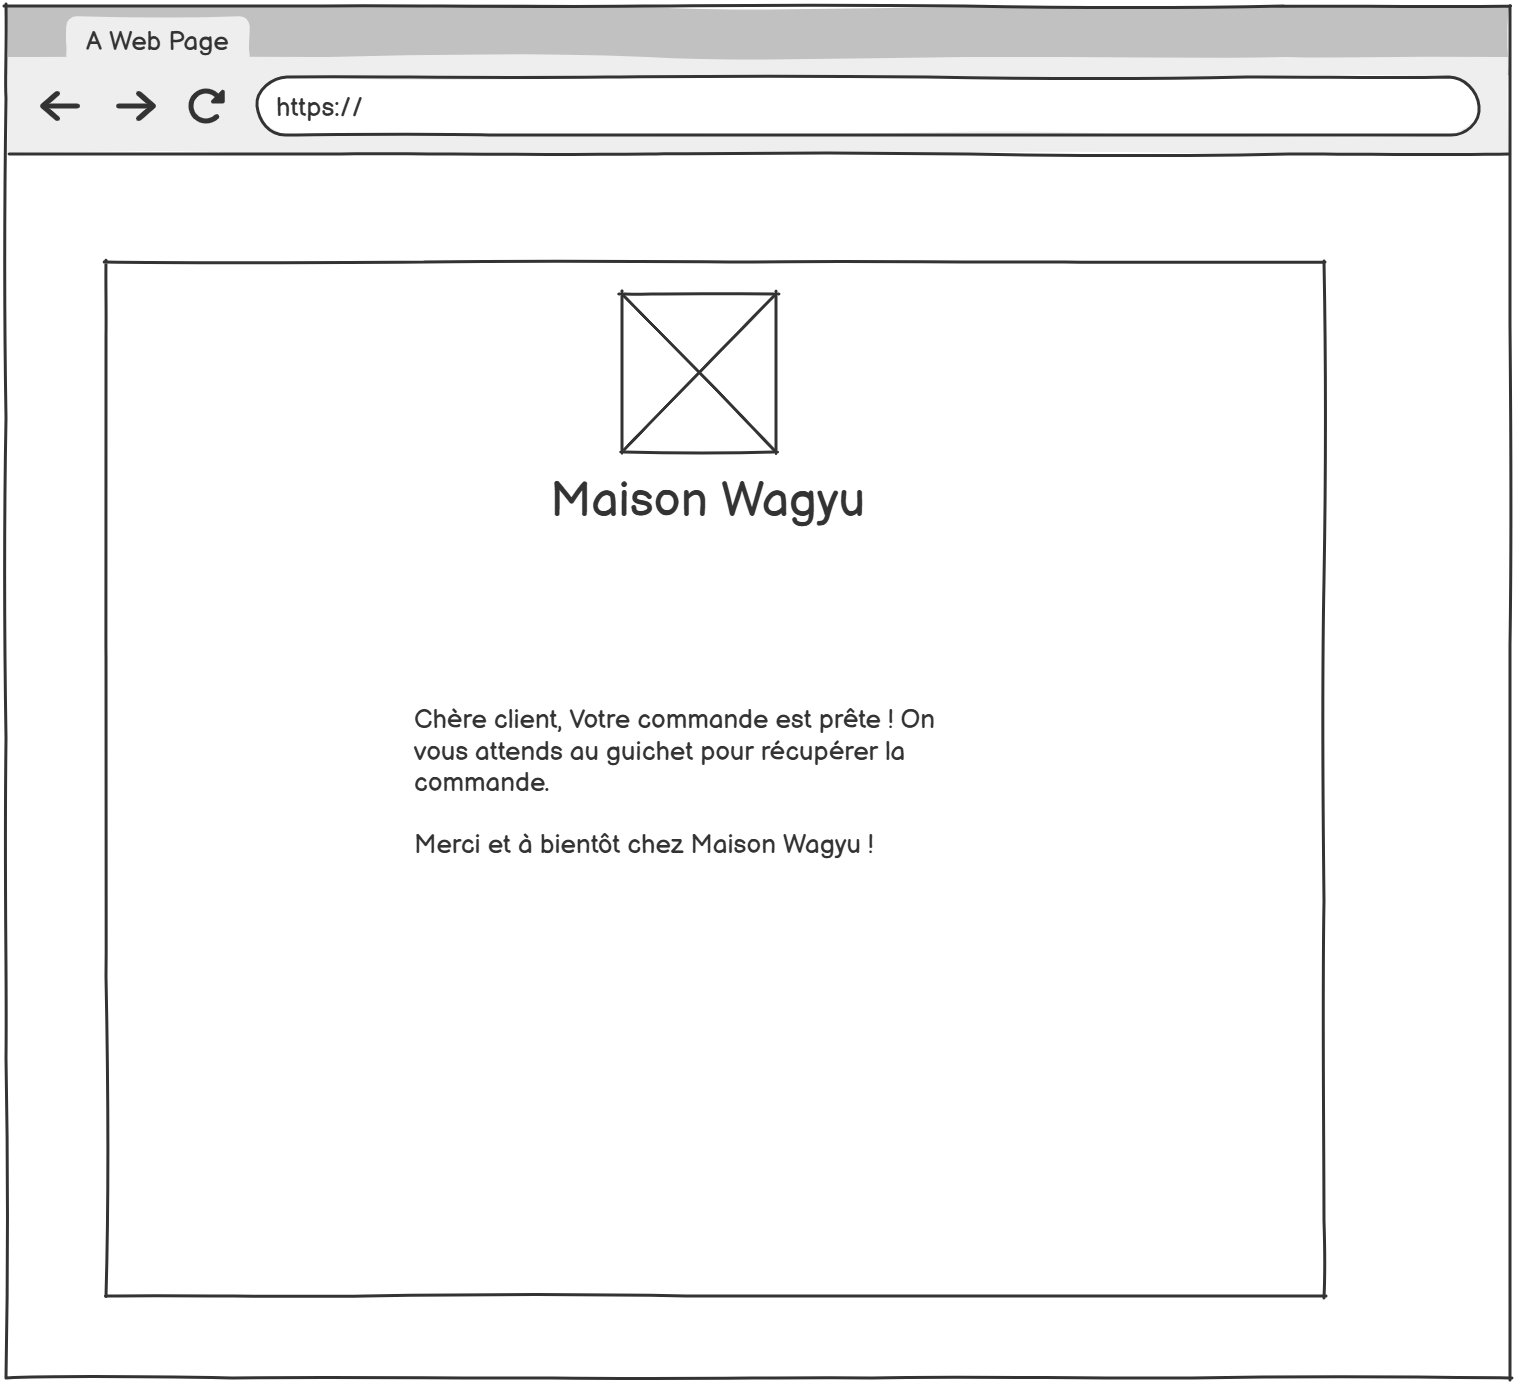 A Web Page
https://
Maison Wagyu
Chère client, Votre commande est prête ! On
vous attends au guichet pour récupérer la
commande.
Merci et à bientôt chez Maison Wagyu !